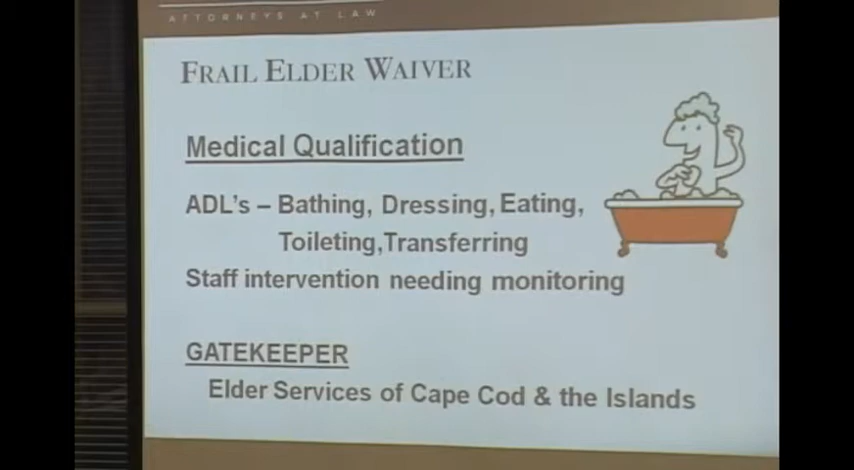 ATTORNEYS AT LAW
FRAIL ELDER WAIVER
Medical Qualification
ADL's – Bathing, Dressing, Eating,
Toileting,Transferring
Staff intervention needing monitoring
GATEKEEPER
Elder Services of Cape Cod & the Islands